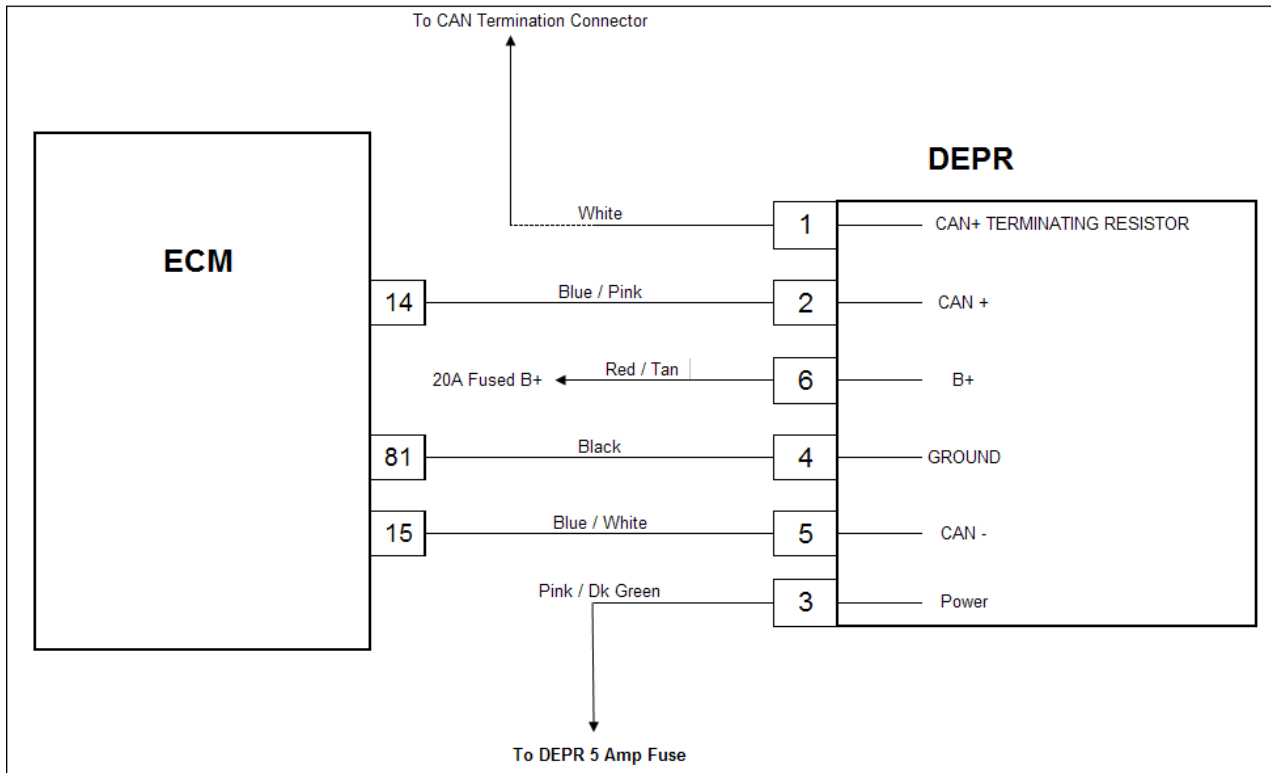 To CAN Termination Connector
DEPR
White
1
CAN+ TERMINATING RESISTOR
ECM
14
Blue / Pink
2
CAN +
20A Fused B+
Red / Tan
6
B+
81
Black
4
GROUND
15
Blue / White
5
CAN -
Pink / Dk Green
3
Power
To DEPR 5 Amp Fuse